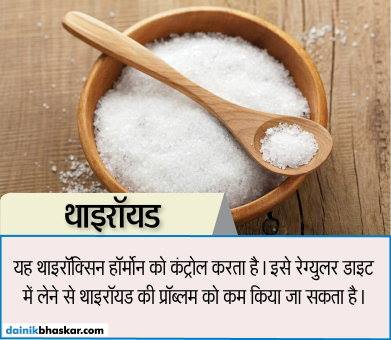 थाइरॉयड
यह थाइरॉक्सिन हॉर्मोन को कंट्रोल करता है। इसे रेग्युलर डाइट
में लेने से थाइरॉयड की प्रॉब्लम को कम किया जा सकता है।
dainikbhaskar.com